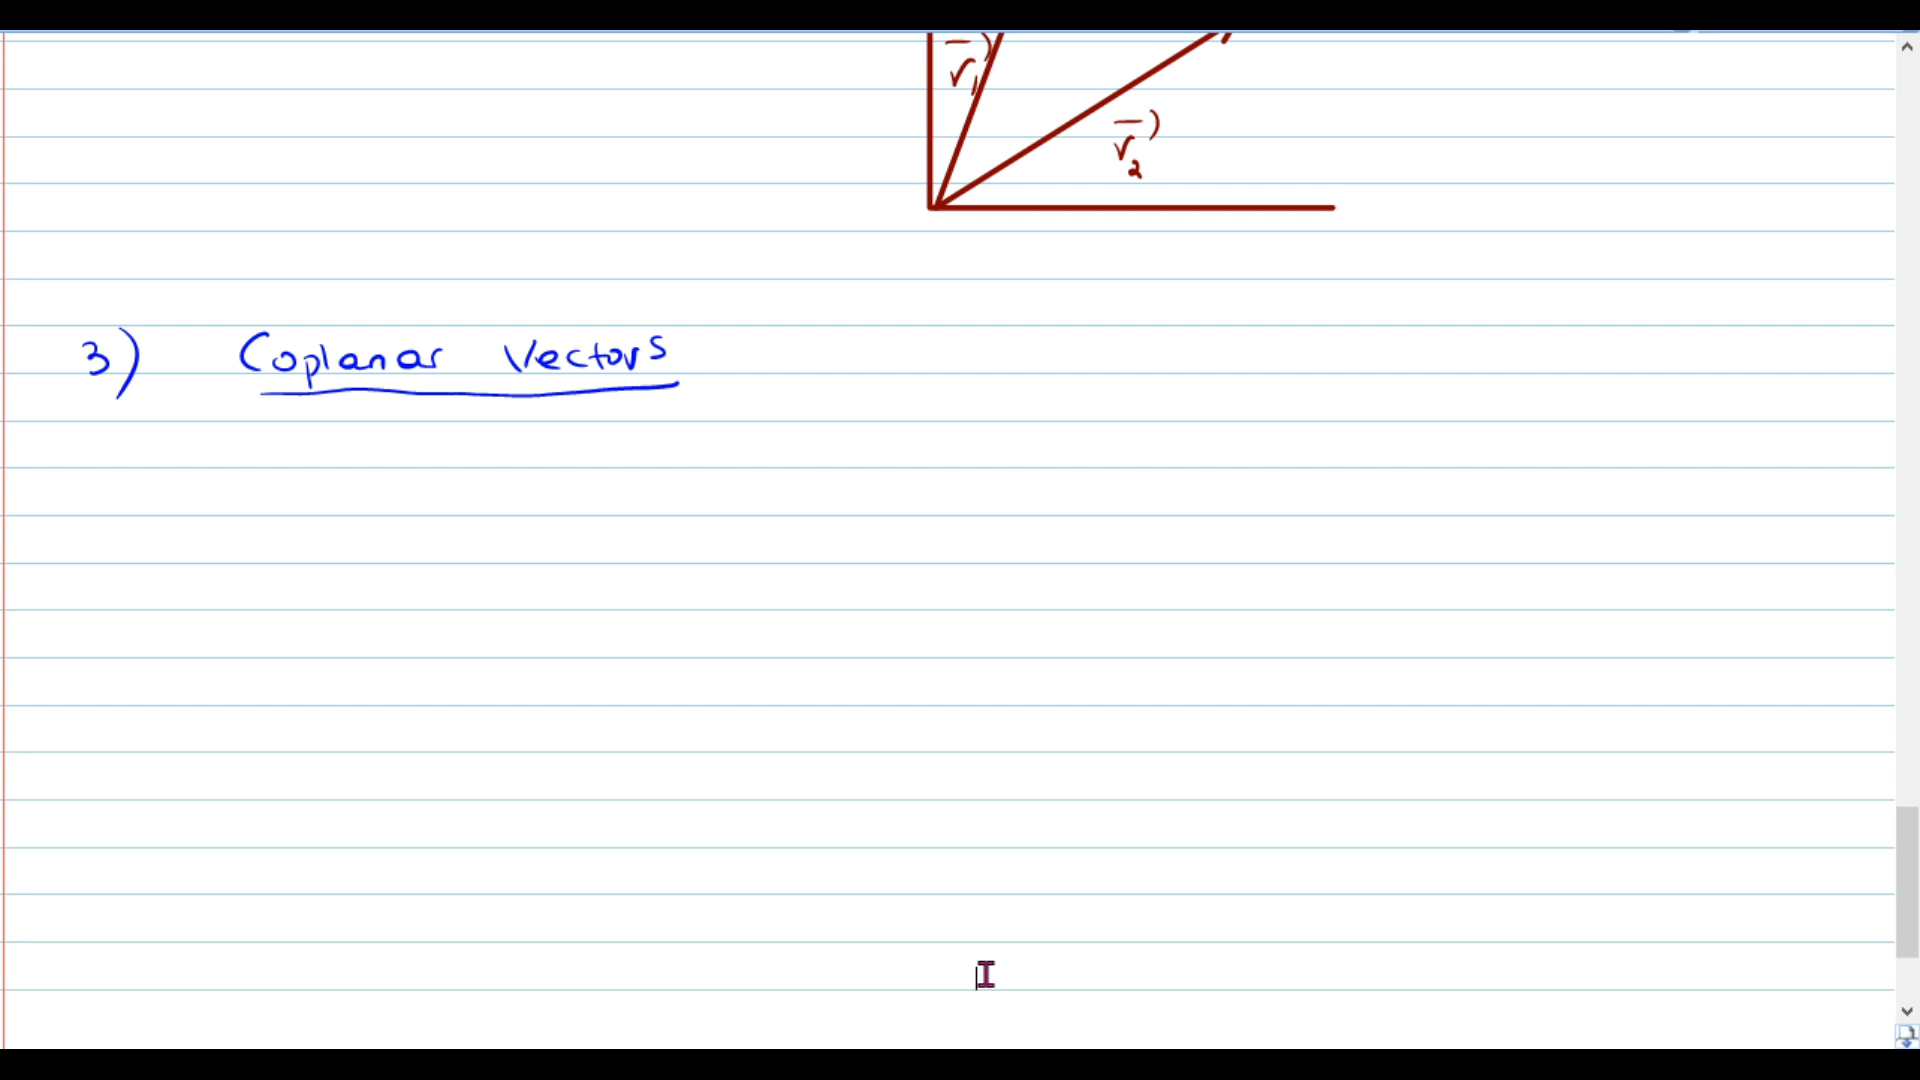 r⃗₁
r⃗₂
3) Coplanar Vectors